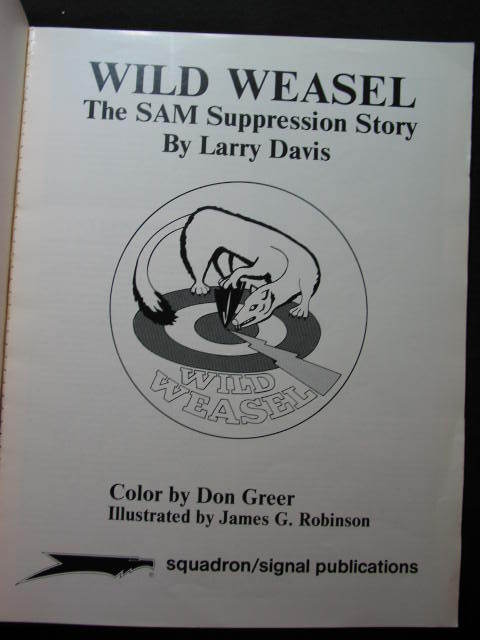 WILD WEASEL
The SAM Suppression Story
By Larry Davis
WILD
WEASEL
Color by Don Greer
Illustrated by James G. Robinson
squadron/signal publications